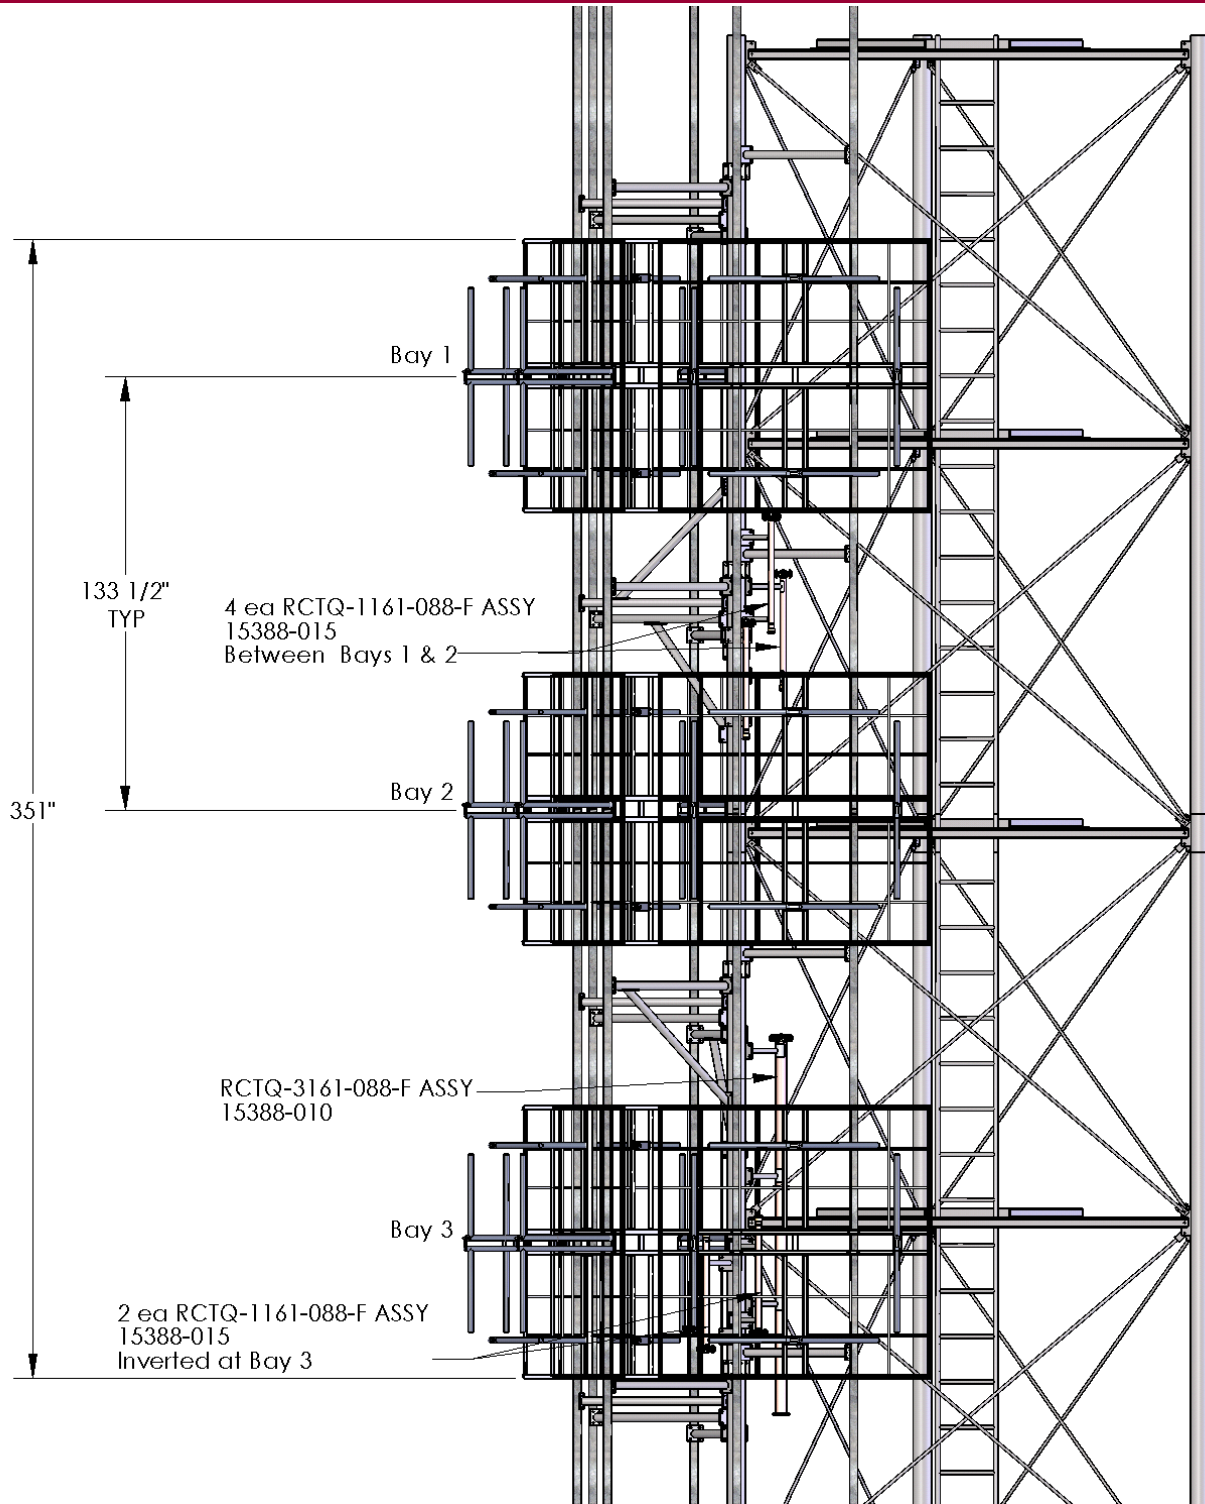 Bay 1
133 1/2"
TYP
4 ea RCTQ-1161-088-F ASSY
15388-015
Between Bays 1 & 2
Bay 2
351"
RCTQ-3161-088-F ASSY
15388-010
Bay 3
2 ea RCTQ-1161-088-F ASSY
15388-015
Inverted at Bay 3